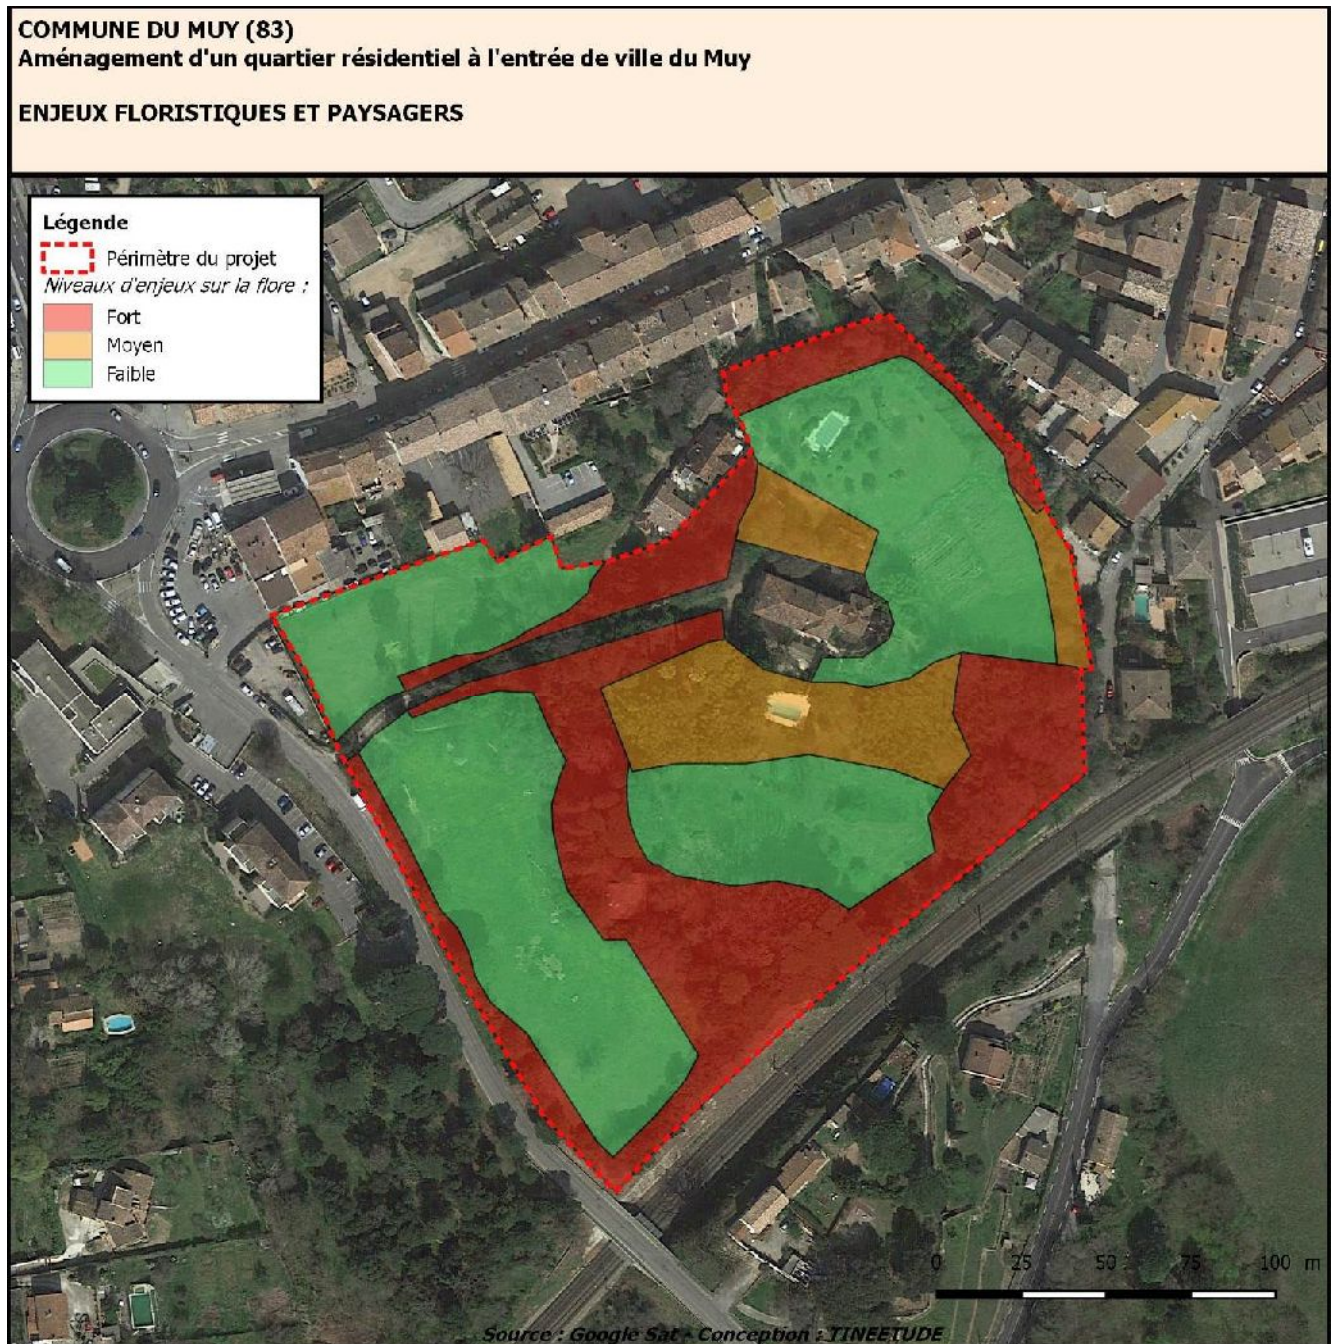 COMMUNE DU MUY (83)
Aménagement d'un quartier résidentiel à l'entrée de ville du Muy
ENJEUX FLORISTIQUES ET PAYSAGERS
Légende
Périmètre du projet
Niveaux d'enjeux sur la flore :
Fort
Moyen
Faible
0 25 50 75 100 m
Source : Google Sat - Conception : TINEETUDE